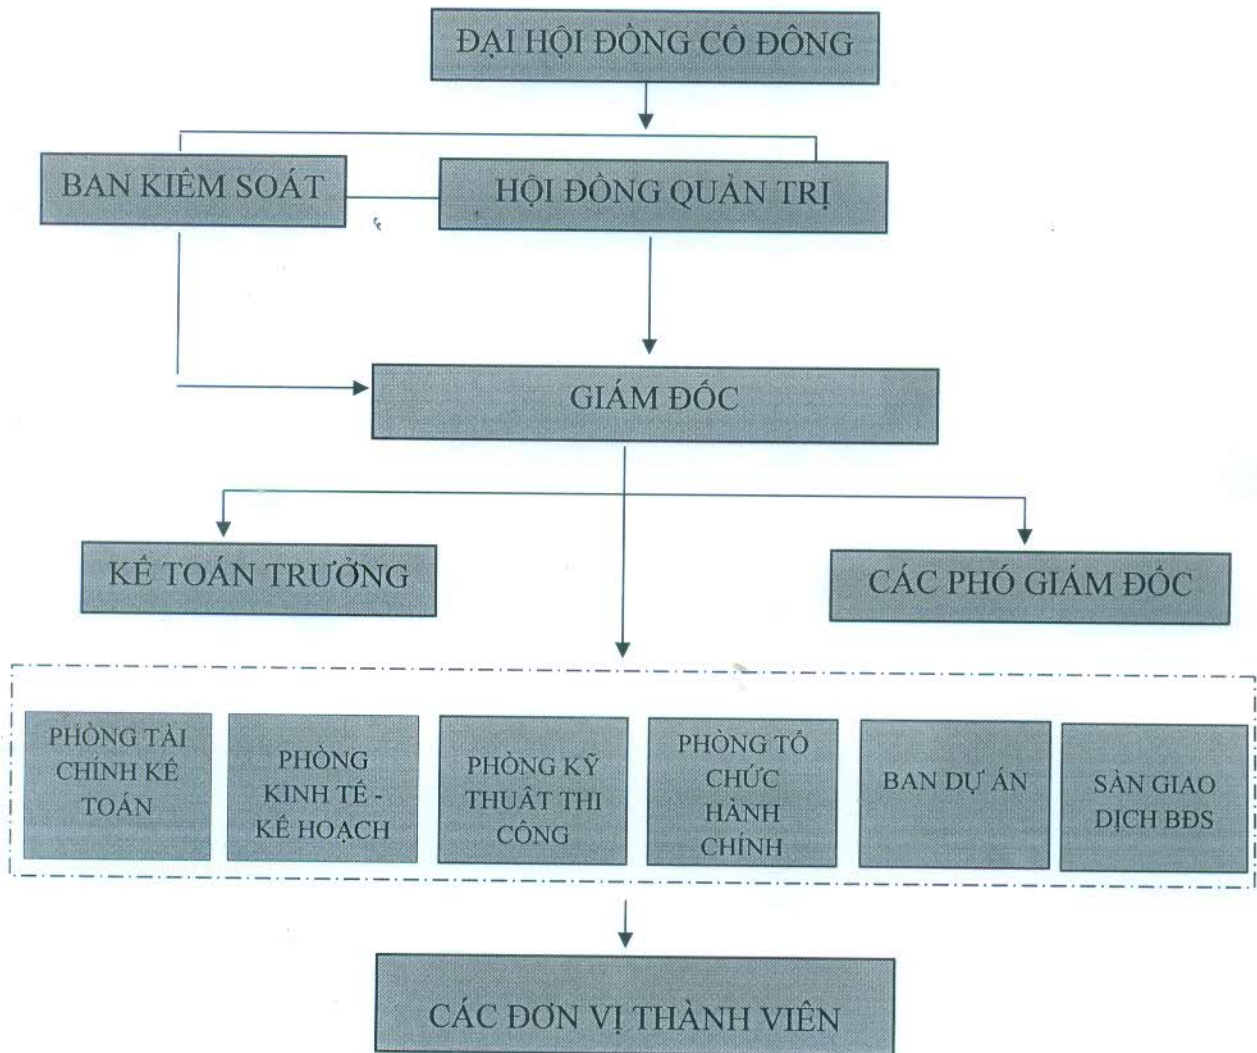 ĐẠI HỘI ĐỒNG CỔ ĐÔNG
BAN KIỂM SOÁT
HỘI ĐỒNG QUẢN TRỊ
GIÁM ĐỐC
KẾ TOÁN TRƯỞNG
CÁC PHÓ GIÁM ĐỐC
PHÒNG TÀI
CHÍNH KẾ
TOÁN
PHÒNG
KINH TẾ -
KẾ HOẠCH
PHÒNG KỸ
THUẬT THI
CÔNG
PHÒNG TỔ
CHỨC
HÀNH
CHÍNH
BAN DỰ ÁN
SÀN GIAO
DỊCH BĐS
CÁC ĐƠN VỊ THÀNH VIÊN